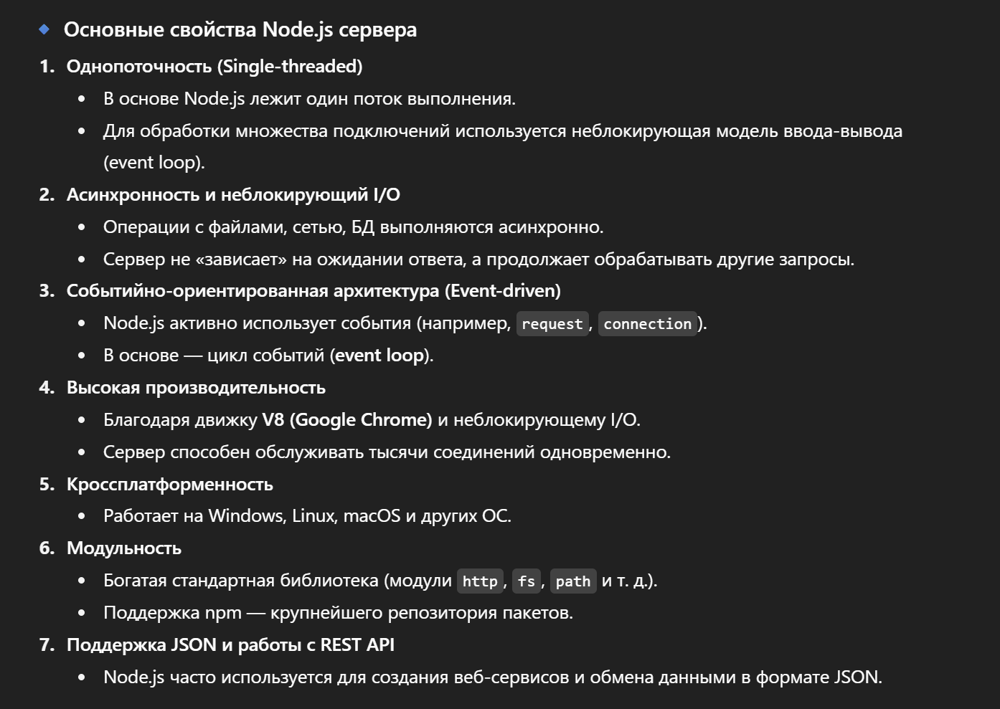 Основные свойства Node.js сервера
1. Однопоточность (Single-threaded)
• В основе Node.js лежит один поток выполнения.
• Для обработки множества подключений используется неблокирующая модель ввода-вывода
(event loop).
2. Асинхронность и неблокирующий I/O
• Операции с файлами, сетью, БД выполняются асинхронно.
• Сервер не «зависает» на ожидании ответа, а продолжает обрабатывать другие запросы.
3. Событийно-ориентированная архитектура (Event-driven)
• Node.js активно использует события (например, request, connection).
• В основе — цикл событий (event loop).
4. Высокая производительность
• Благодаря движку V8 (Google Chrome) и неблокирующему I/O.
• Сервер способен обслуживать тысячи соединений одновременно.
5. Кроссплатформенность
• Работает на Windows, Linux, macOS и других ОС.
6. Модульность
• Богатая стандартная библиотека (модули http, fs, path и т. д.).
• Поддержка npm — крупнейшего репозитория пакетов.
7. Поддержка JSON и работы с REST API
• Node.js часто используется для создания веб-сервисов и обмена данными в формате JSON.